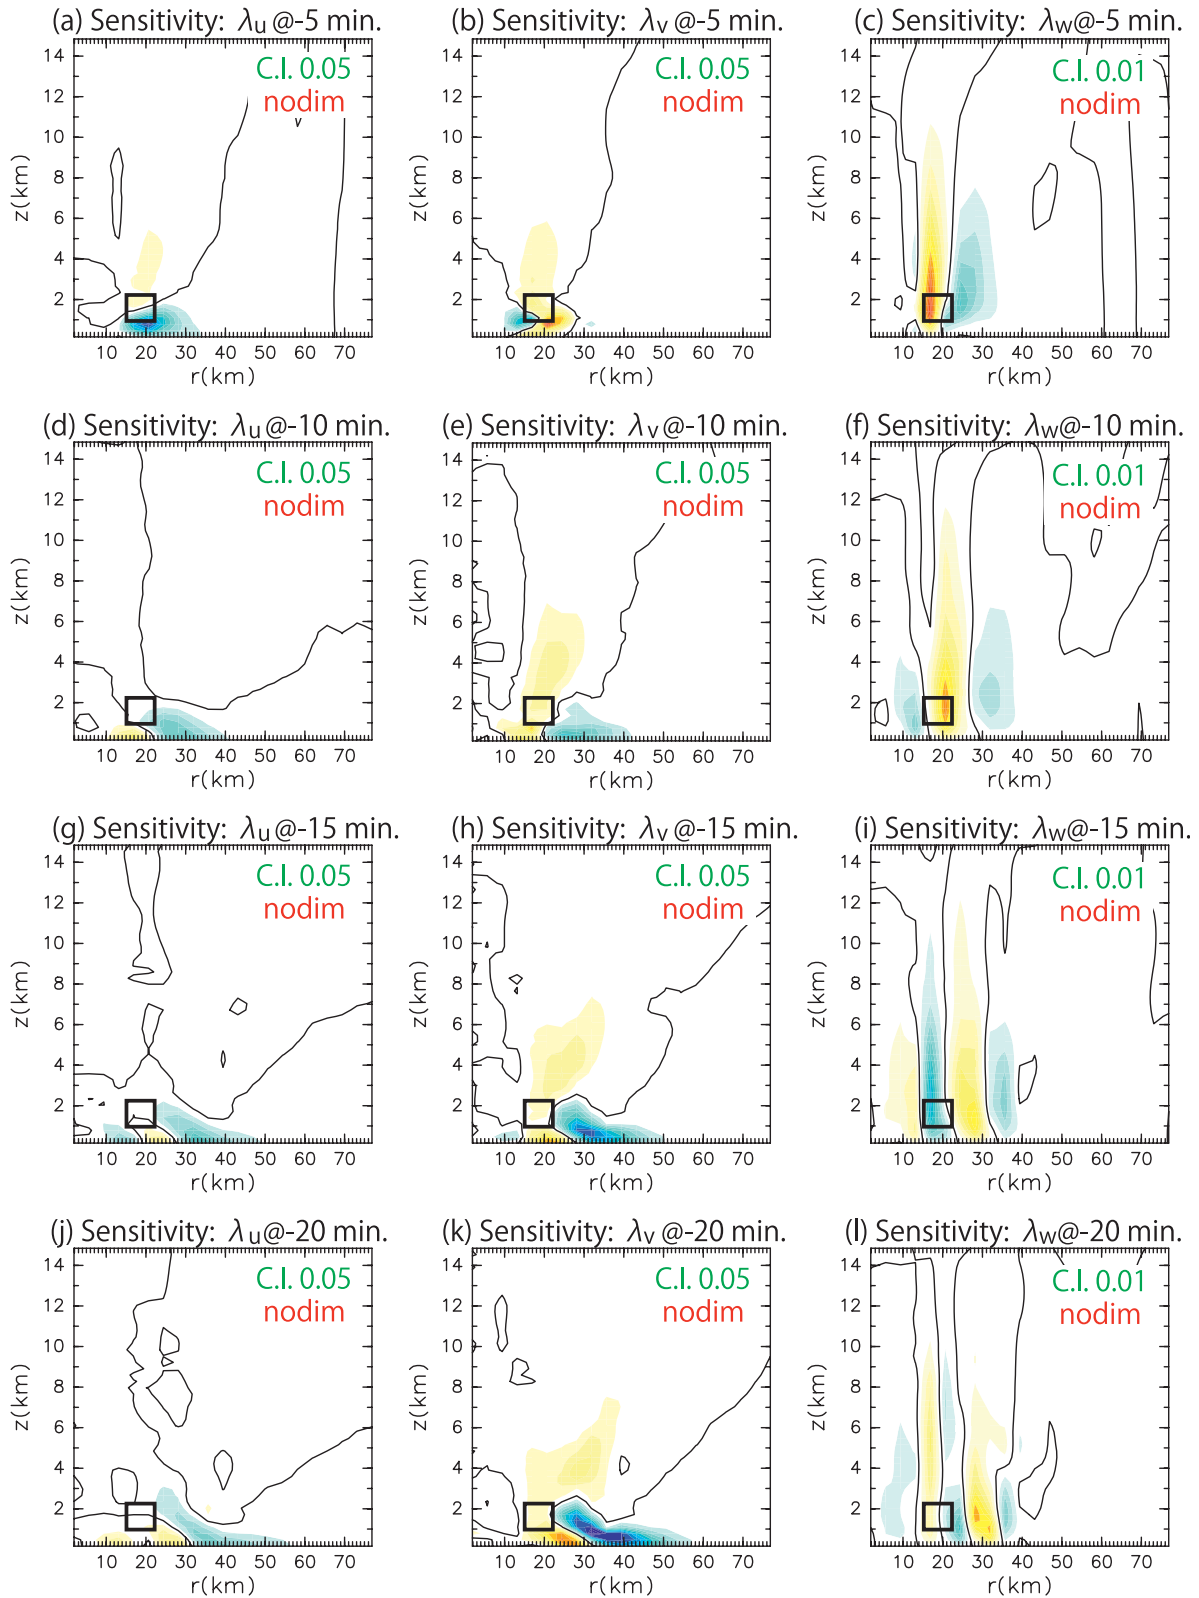 (a) Sensitivity: λu @-5 min.
(b) Sensitivity: λv @-5 min.
(c) Sensitivity: λw @-5 min.
C.I. 0.05
nodim
C.I. 0.05
nodim
C.I. 0.01
nodim
14
12
10
8
6
4
2
z(km)
10 20 30 40 50 60 70
r(km)
14
12
10
8
6
4
2
z(km)
10 20 30 40 50 60 70
r(km)
14
12
10
8
6
4
2
z(km)
10 20 30 40 50 60 70
r(km)
(d) Sensitivity: λu @-10 min.
(e) Sensitivity: λv @-10 min.
(f) Sensitivity: λw@-10 min.
C.I. 0.05
nodim
C.I. 0.05
nodim
C.I. 0.01
nodim
14
12
10
8
6
4
2
z(km)
10 20 30 40 50 60 70
r(km)
14
12
10
8
6
4
2
z(km)
10 20 30 40 50 60 70
r(km)
14
12
10
8
6
4
2
z(km)
10 20 30 40 50 60 70
r(km)
(g) Sensitivity: λu @-15 min.
(h) Sensitivity: λv @-15 min.
(i) Sensitivity: λw@-15 min.
C.I. 0.05
nodim
C.I. 0.05
nodim
C.I. 0.01
nodim
14
12
10
8
6
4
2
z(km)
10 20 30 40 50 60 70
r(km)
14
12
10
8
6
4
2
z(km)
10 20 30 40 50 60 70
r(km)
14
12
10
8
6
4
2
z(km)
10 20 30 40 50 60 70
r(km)
(j) Sensitivity: λu@-20 min.
(k) Sensitivity: λv @-20 min.
(l) Sensitivity: λw@-20 min.
C.I. 0.05
nodim
C.I. 0.05
nodim
C.I. 0.01
nodim
14
12
10
8
6
4
2
z(km)
10 20 30 40 50 60 70
r(km)
14
12
10
8
6
4
2
z(km)
10 20 30 40 50 60 70
r(km)
14
12
10
8
6
4
2
z(km)
10 20 30 40 50 60 70
r(km)